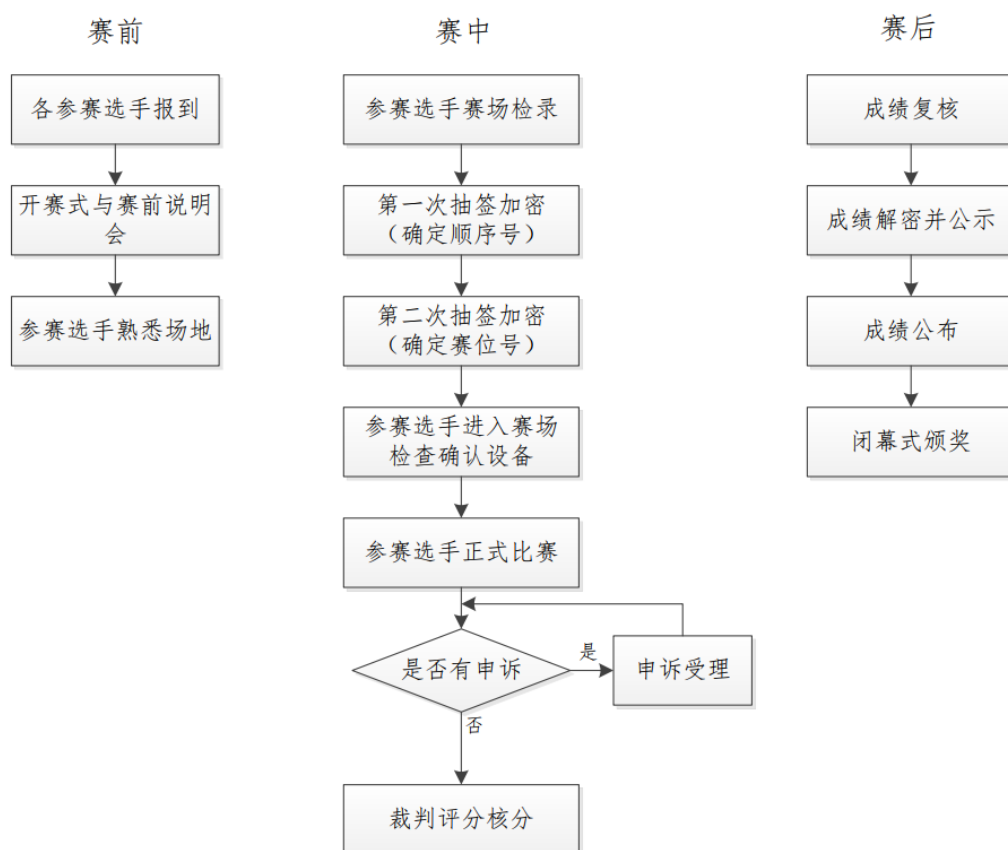 赛前
各参赛选手报到
开赛式与赛前说明
会
参赛选手熟悉场地
赛中
参赛选手赛场检录
第一次抽签加密
（确定顺序号）
第二次抽签加密
（确定赛位号）
参赛选手进入赛场
检查确认设备
参赛选手正式比赛
是否有申诉
是
申诉受理
否
裁判评分核分
赛后
成绩复核
成绩解密并公示
成绩公布
闭幕式颁奖